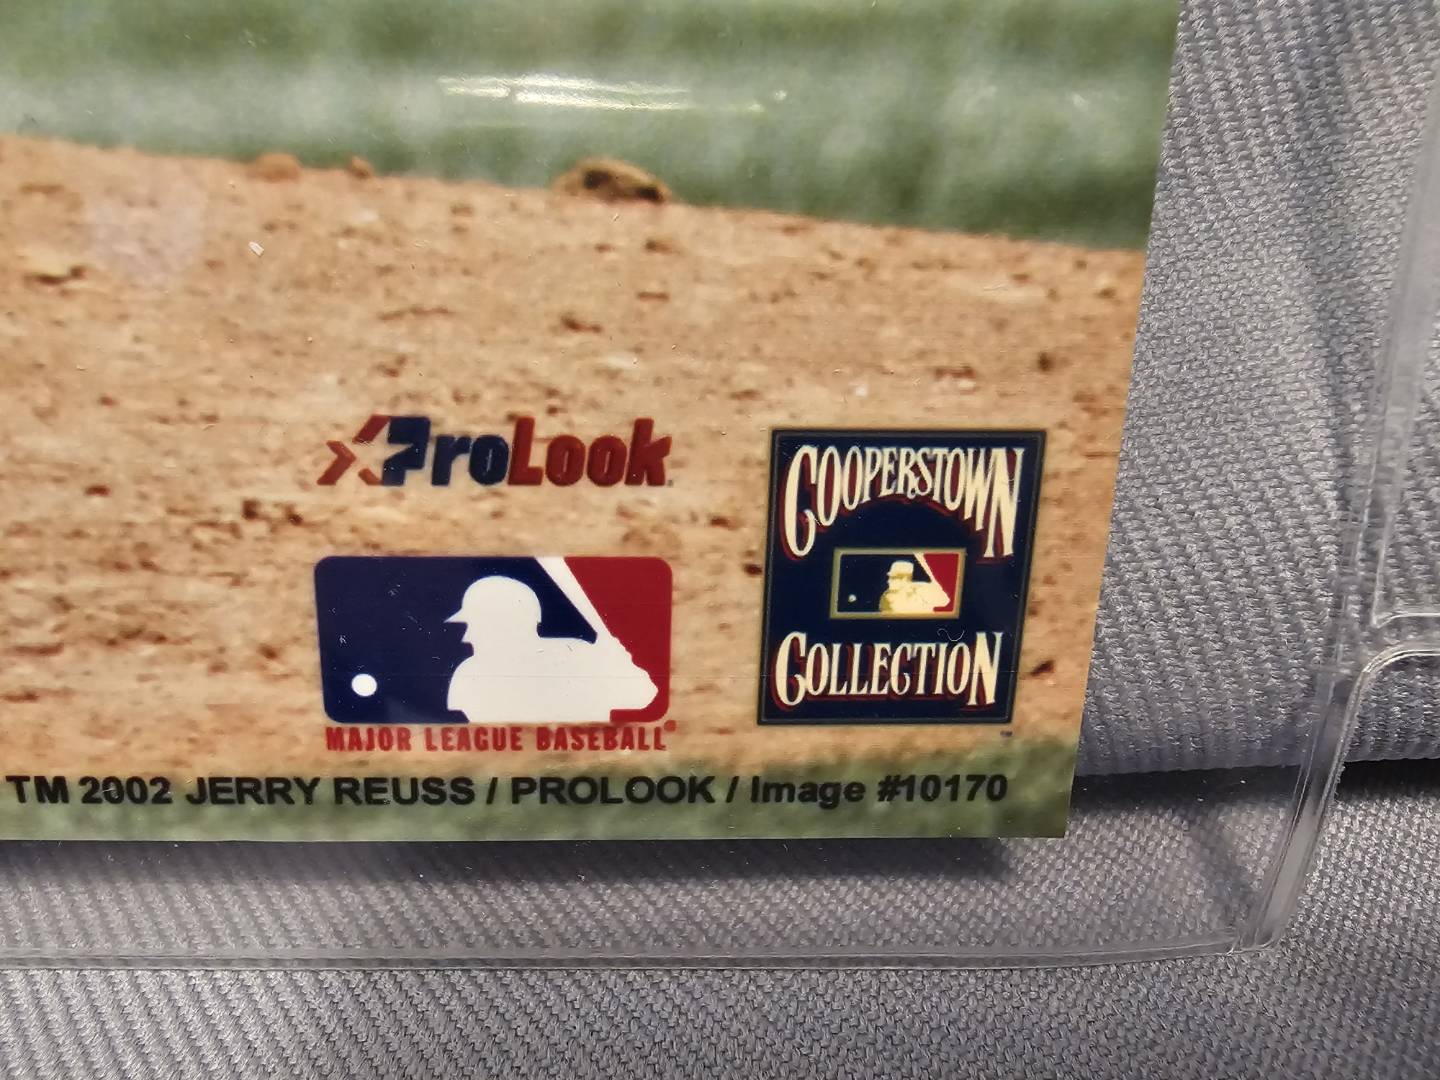 ProLook
COOPERSTOWN
COLLECTION
MAJOR LEAGUE BASEBALL®
TM 2002 JERRY REUSS / PROLOOK / Image #10170